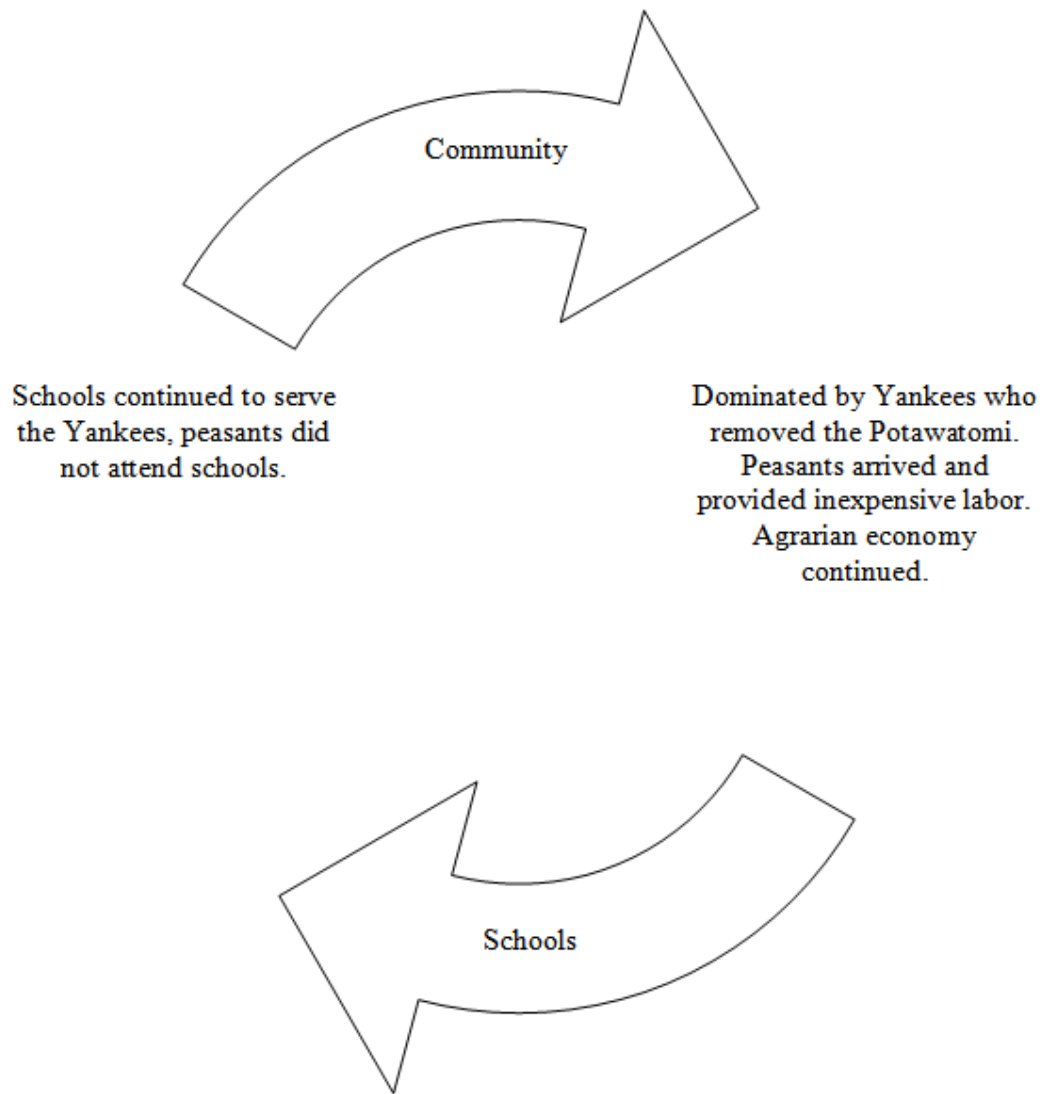 Community
Schools continued to serve
the Yankees, peasants did
not attend schools.
Dominated by Yankees who
removed the Potawatomi.
Peasants arrived and
provided inexpensive labor.
Agrarian economy
continued.
Schools